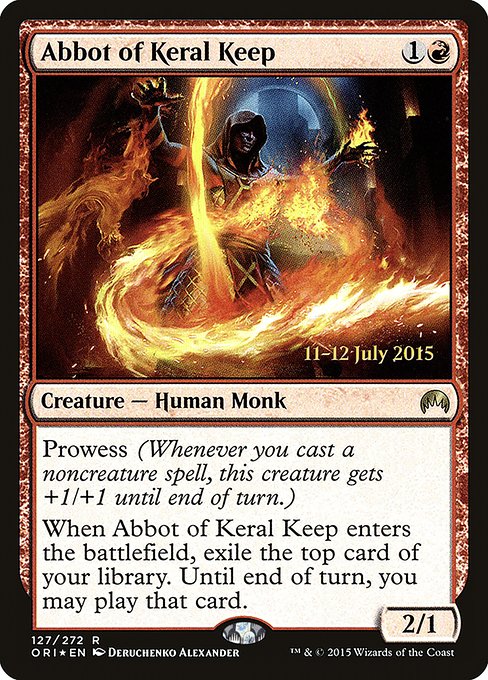 Abbot of Keral Keep 1
11–12 July 2015
Creature — Human Monk
Prowess (Whenever you cast a
noncreature spell, this creature gets
+1/+1 until end of turn.)
When Abbot of Keral Keep enters
the battlefield, exile the top card of
your library. Until end of turn, you
may play that card.
2/1
127/272 R
ORI★EN Deruchenko Alexander
™ & © 2015 Wizards of the Coast